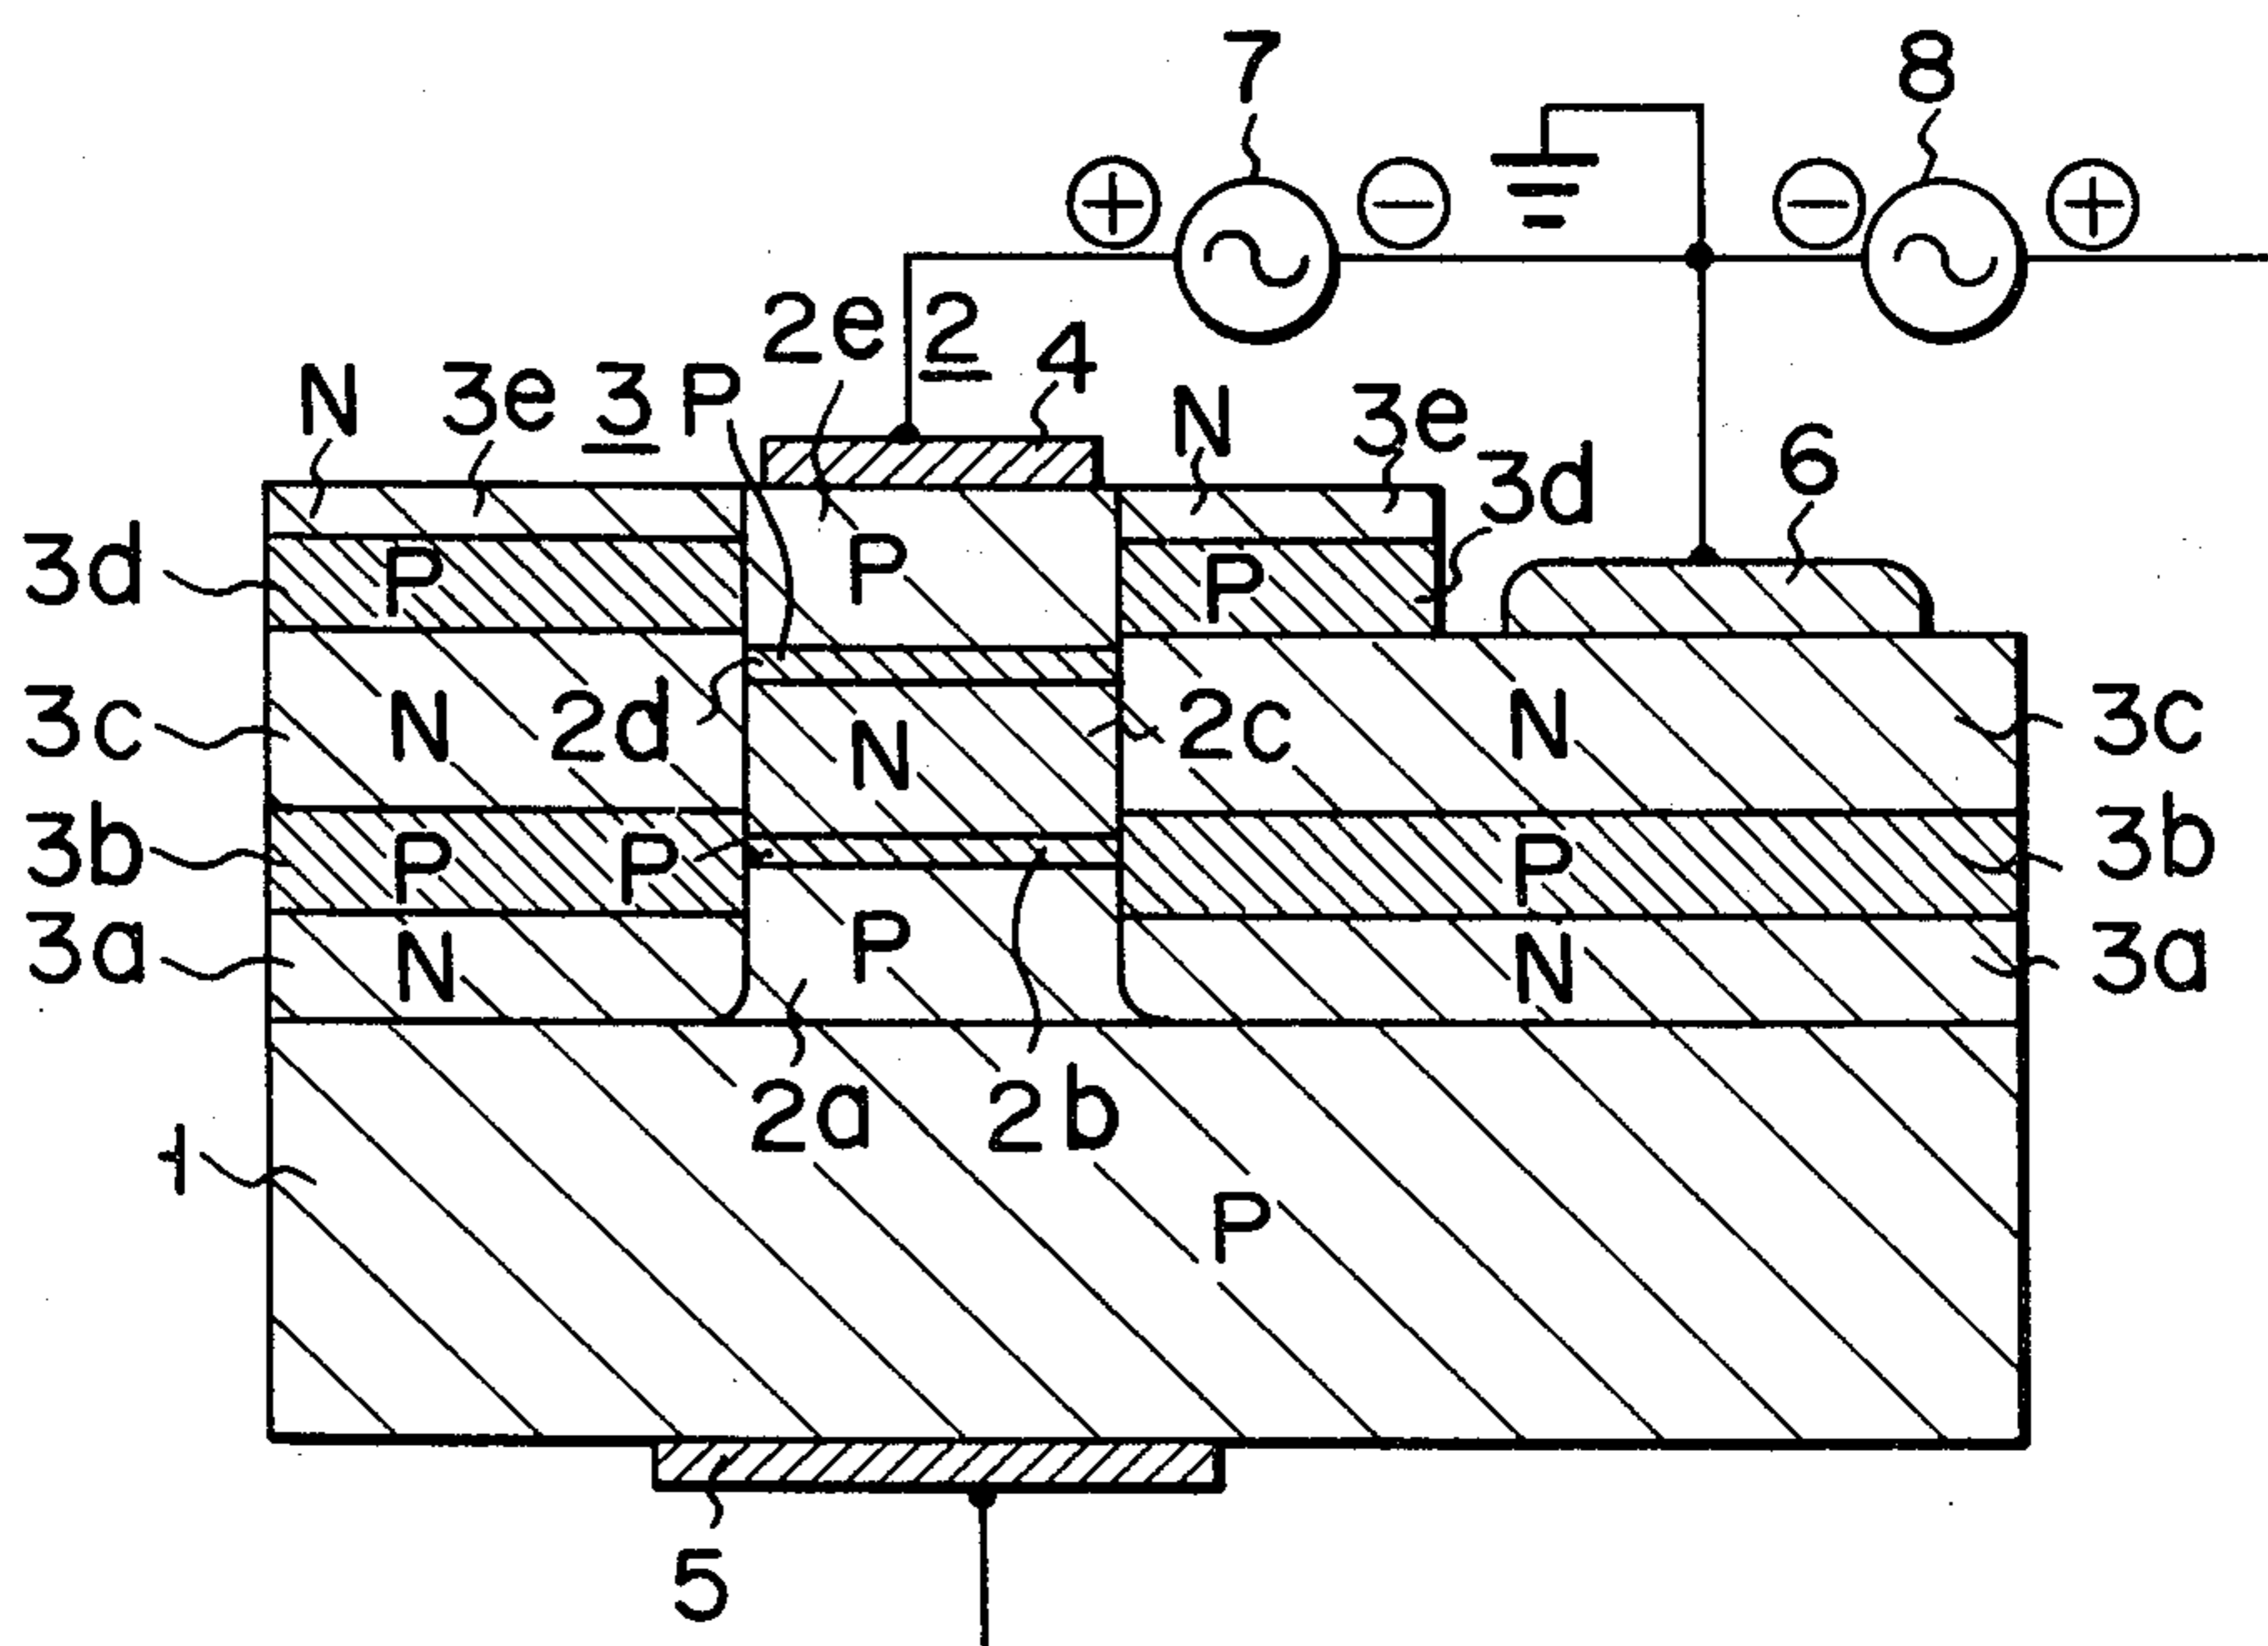 7 8
+ − − +
2e 2 4
N 3e 3 P N 3e 3d 6
3d P P P
3c N 2d N 2c N 3c
3b P P P 3b
3a N P N 3a
2a 2b
1 P
5